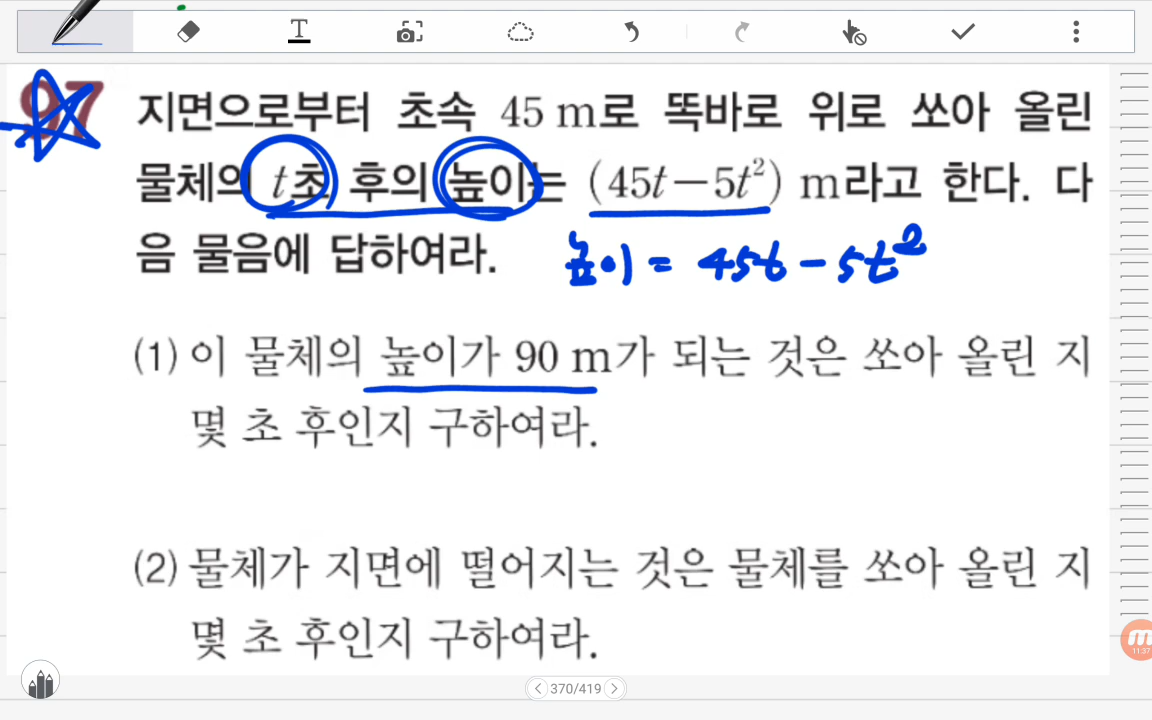 T
97
지면으로부터 초속 45 m로 똑바로 위로 쏘아 올린
물체의 t초 후의 높이는 (45t-5t²) m라고 한다. 다
음 물음에 답하여라.
높이 = 45t - 5t²
(1) 이 물체의 높이가 90 m가 되는 것은 쏘아 올린 지
몇 초 후인지 구하여라.
(2) 물체가 지면에 떨어지는 것은 물체를 쏘아 올린 지
몇 초 후인지 구하여라.
m
11:37
370/419